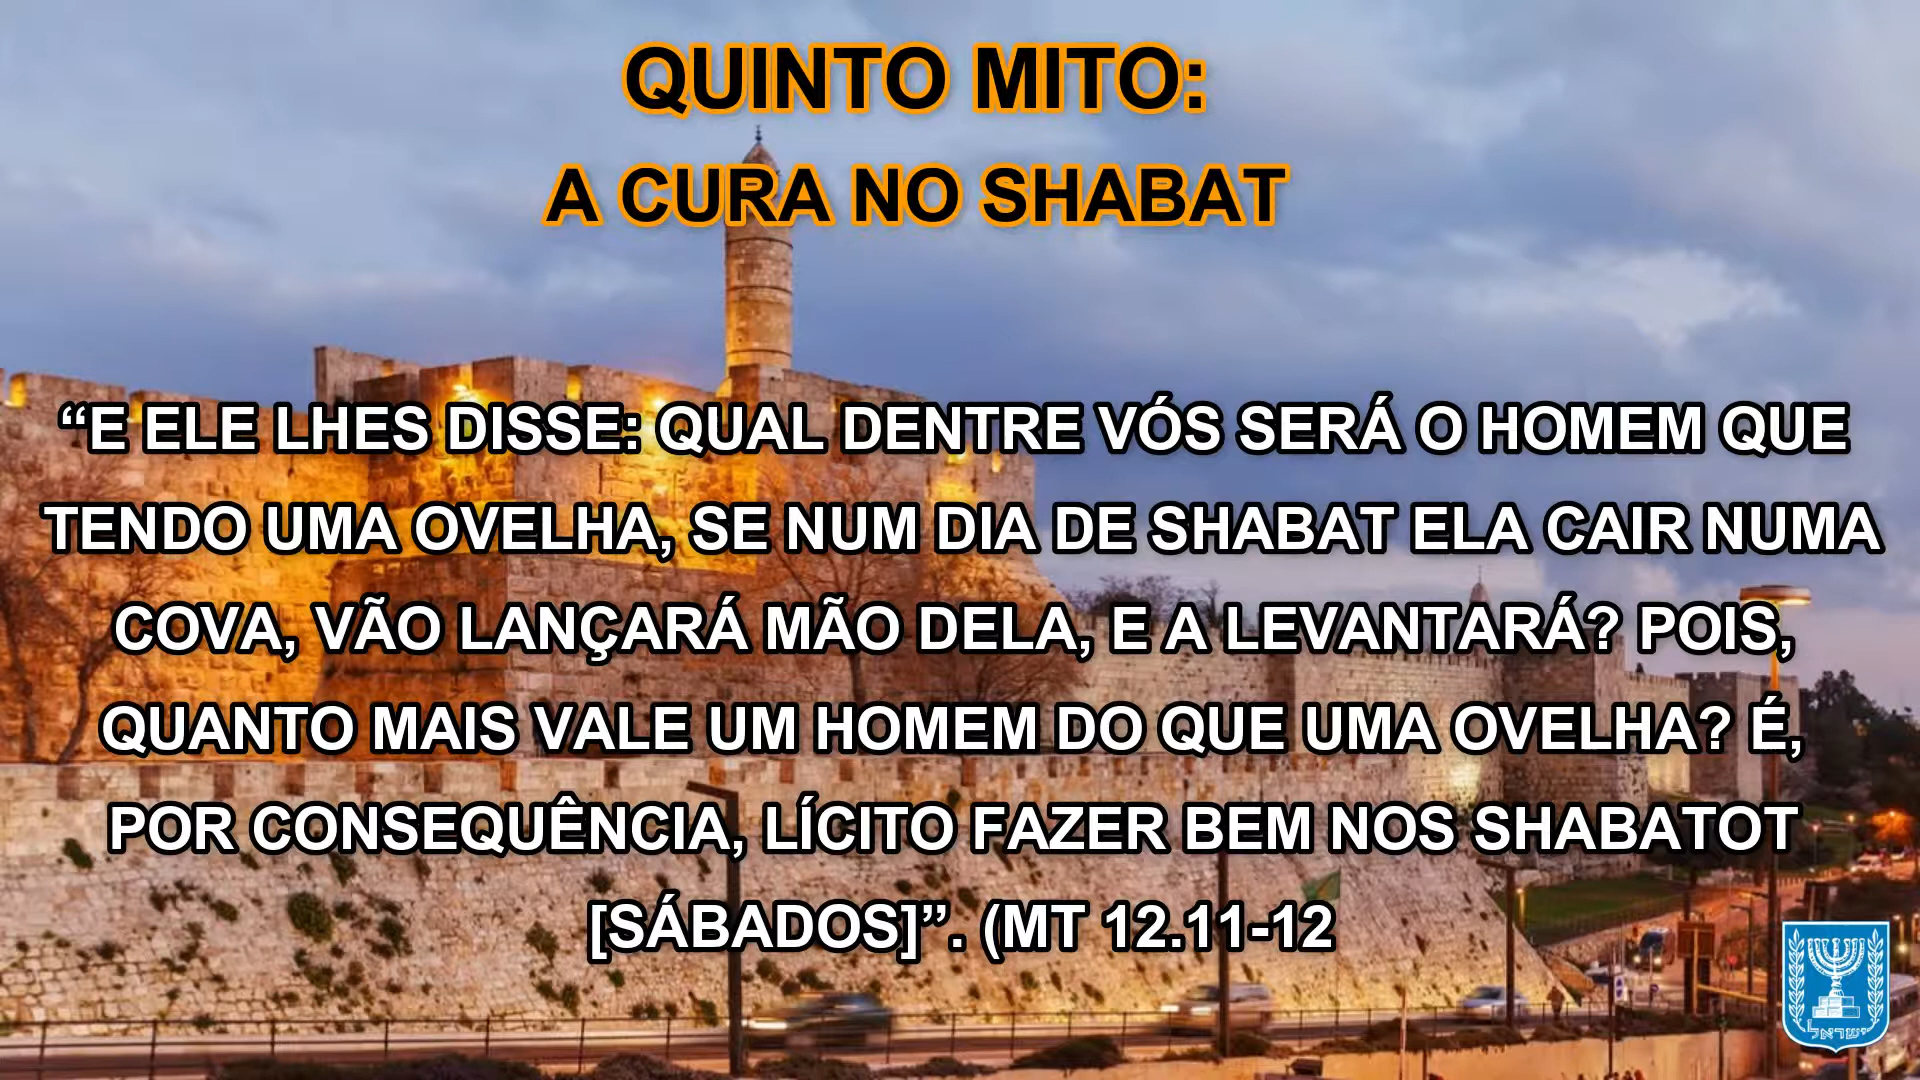 QUINTO MITO:
A CURA NO SHABAT
“E ELE LHES DISSE: QUAL DENTRE VÓS SERÁ O HOMEM QUE
TENDO UMA OVELHA, SE NUM DIA DE SHABAT ELA CAIR NUMA
COVA, VÃO LANÇARÁ MÃO DELA, E A LEVANTARÁ? POIS,
QUANTO MAIS VALE UM HOMEM DO QUE UMA OVELHA? É,
POR CONSEQUÊNCIA, LÍCITO FAZER BEM NOS SHABATOT
[SÁBADOS]”. (MT 12.11-12
ישראל